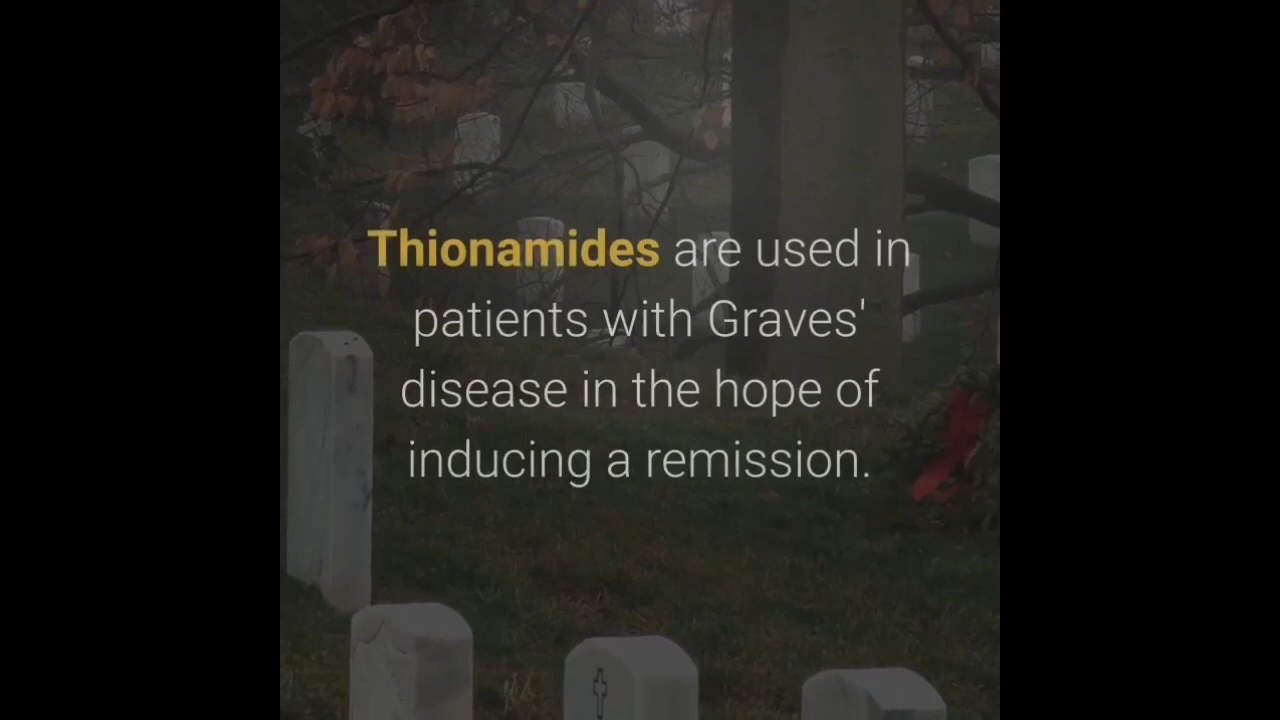 Thionamides are used in
patients with Graves'
disease in the hope of
inducing a remission.